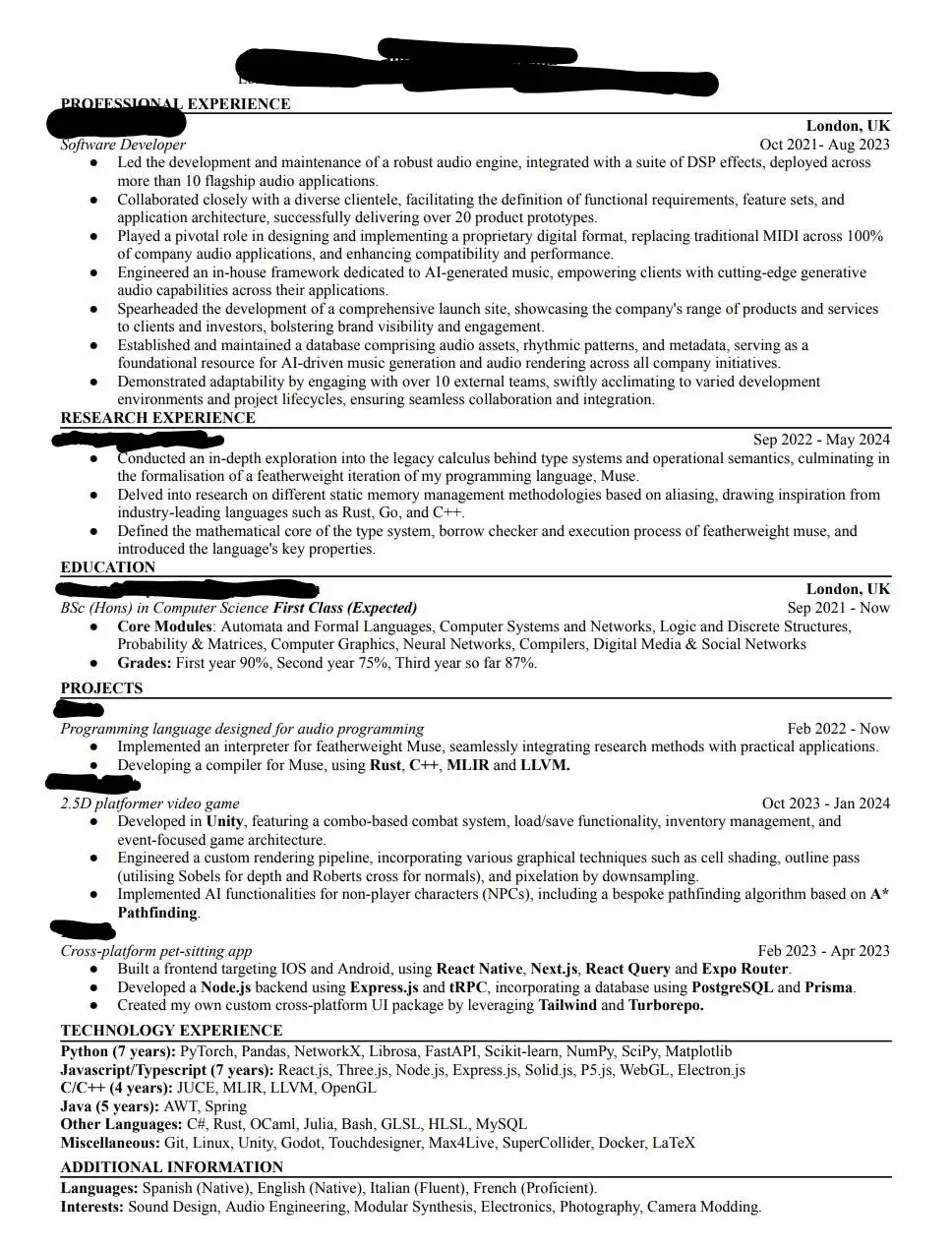 PROFESSIONAL EXPERIENCE
London, UK
Software Developer Oct 2021- Aug 2023
● Led the development and maintenance of a robust audio engine, integrated with a suite of DSP effects, deployed across
more than 10 flagship audio applications.
● Collaborated closely with a diverse clientele, facilitating the definition of functional requirements, feature sets, and
application architecture, successfully delivering over 20 product prototypes.
● Played a pivotal role in designing and implementing a proprietary digital format, replacing traditional MIDI across 100%
of company audio applications, and enhancing compatibility and performance.
● Engineered an in-house framework dedicated to AI-generated music, empowering clients with cutting-edge generative
audio capabilities across their applications.
● Spearheaded the development of a comprehensive launch site, showcasing the company's range of products and services
to clients and investors, bolstering brand visibility and engagement.
● Established and maintained a database comprising audio assets, rhythmic patterns, and metadata, serving as a
foundational resource for AI-driven music generation and audio rendering across all company initiatives.
● Demonstrated adaptability by engaging with over 10 external teams, swiftly acclimating to varied development
environments and project lifecycles, ensuring seamless collaboration and integration.
RESEARCH EXPERIENCE
Sep 2022 - May 2024
● Conducted an in-depth exploration into the legacy calculus behind type systems and operational semantics, culminating in
the formalisation of a featherweight iteration of my programming language, Muse.
● Delved into research on different static memory management methodologies based on aliasing, drawing inspiration from
industry-leading languages such as Rust, Go, and C++.
● Defined the mathematical core of the type system, borrow checker and execution process of featherweight muse, and
introduced the language's key properties.
EDUCATION
London, UK
BSc (Hons) in Computer Science First Class (Expected) Sep 2021 - Now
● Core Modules: Automata and Formal Languages, Computer Systems and Networks, Logic and Discrete Structures,
Probability & Matrices, Computer Graphics, Neural Networks, Compilers, Digital Media & Social Networks
● Grades: First year 90%, Second year 75%, Third year so far 87%.
PROJECTS
Programming language designed for audio programming Feb 2022 - Now
● Implemented an interpreter for featherweight Muse, seamlessly integrating research methods with practical applications.
● Developing a compiler for Muse, using Rust, C++, MLIR and LLVM.
2.5D platformer video game Oct 2023 - Jan 2024
● Developed in Unity, featuring a combo-based combat system, load/save functionality, inventory management, and
event-focused game architecture.
● Engineered a custom rendering pipeline, incorporating various graphical techniques such as cell shading, outline pass
(utilising Sobels for depth and Roberts cross for normals), and pixelation by downsampling.
● Implemented AI functionalities for non-player characters (NPCs), including a bespoke pathfinding algorithm based on A*
Pathfinding.
Cross-platform pet-sitting app Feb 2023 - Apr 2023
● Built a frontend targeting IOS and Android, using React Native, Next.js, React Query and Expo Router.
● Developed a Node.js backend using Express.js and tRPC, incorporating a database using PostgreSQL and Prisma.
● Created my own custom cross-platform UI package by leveraging Tailwind and Turborepo.
TECHNOLOGY EXPERIENCE
Python (7 years): PyTorch, Pandas, NetworkX, Librosa, FastAPI, Scikit-learn, NumPy, SciPy, Matplotlib
Javascript/Typescript (7 years): React.js, Three.js, Node.js, Express.js, Solid.js, P5.js, WebGL, Electron.js
C/C++ (4 years): JUCE, MLIR, LLVM, OpenGL
Java (5 years): AWT, Spring
Other Languages: C#, Rust, OCaml, Julia, Bash, GLSL, HLSL, MySQL
Miscellaneous: Git, Linux, Unity, Godot, Touchdesigner, Max4Live, SuperCollider, Docker, LaTeX
ADDITIONAL INFORMATION
Languages: Spanish (Native), English (Native), Italian (Fluent), French (Proficient).
Interests: Sound Design, Audio Engineering, Modular Synthesis, Electronics, Photography, Camera Modding.